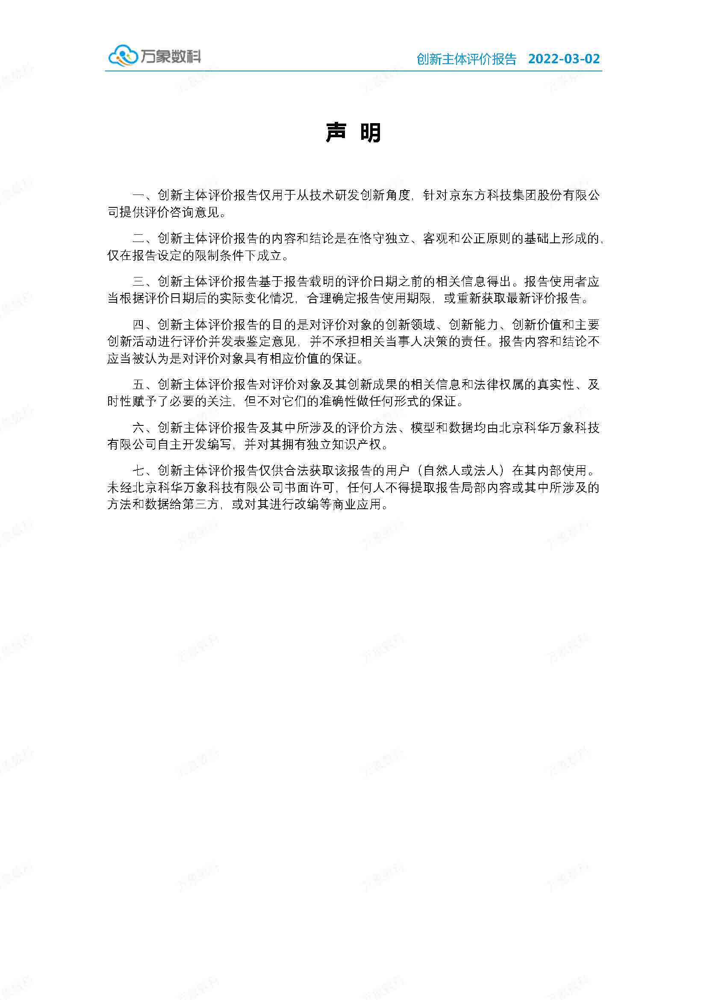 万象数科
创新主体评价报告 2022-03-02
声 明
一、创新主体评价报告仅用于从技术研发创新角度，针对京东方科技集团股份有限公
司提供评价咨询意见。
二、创新主体评价报告的内容和结论是在恪守独立、客观和公正原则的基础上形成的，
仅在报告设定的限制条件下成立。
三、创新主体评价报告基于报告载明的评价日期之前的相关信息得出。报告使用者应
当根据评价日期后的实际变化情况，合理确定报告使用期限，或重新获取最新评价报告。
四、创新主体评价报告的目的是对评价对象的创新领域、创新能力、创新价值和主要
创新活动进行评价并发表鉴定意见，并不承担相关当事人决策的责任。报告内容和结论不
应当被认为是对评价对象具有相应价值的保证。
五、创新主体评价报告对评价对象及其创新成果的相关信息和法律权属的真实性、及
时性赋予了必要的关注，但不对它们的准确性做任何形式的保证。
六、创新主体评价报告及其中所涉及的评价方法、模型和数据均由北京科华万象科技
有限公司自主开发编写，并对其拥有独立知识产权。
七、创新主体评价报告仅供合法获取该报告的用户（自然人或法人）在其内部使用。
未经北京科华万象科技有限公司书面许可，任何人不得提取报告局部内容或其中所涉及的
方法和数据给第三方，或对其进行改编等商业应用。